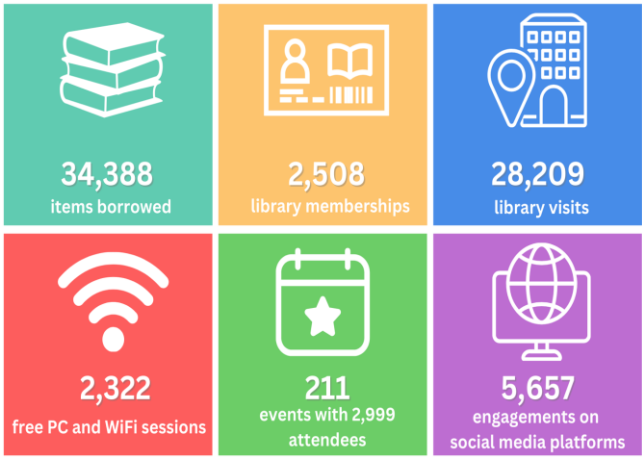 34,388
items borrowed
2,508
library memberships
28,209
library visits
2,322
free PC and WiFi sessions
211
events with 2,999
attendees
5,657
engagements on
social media platforms